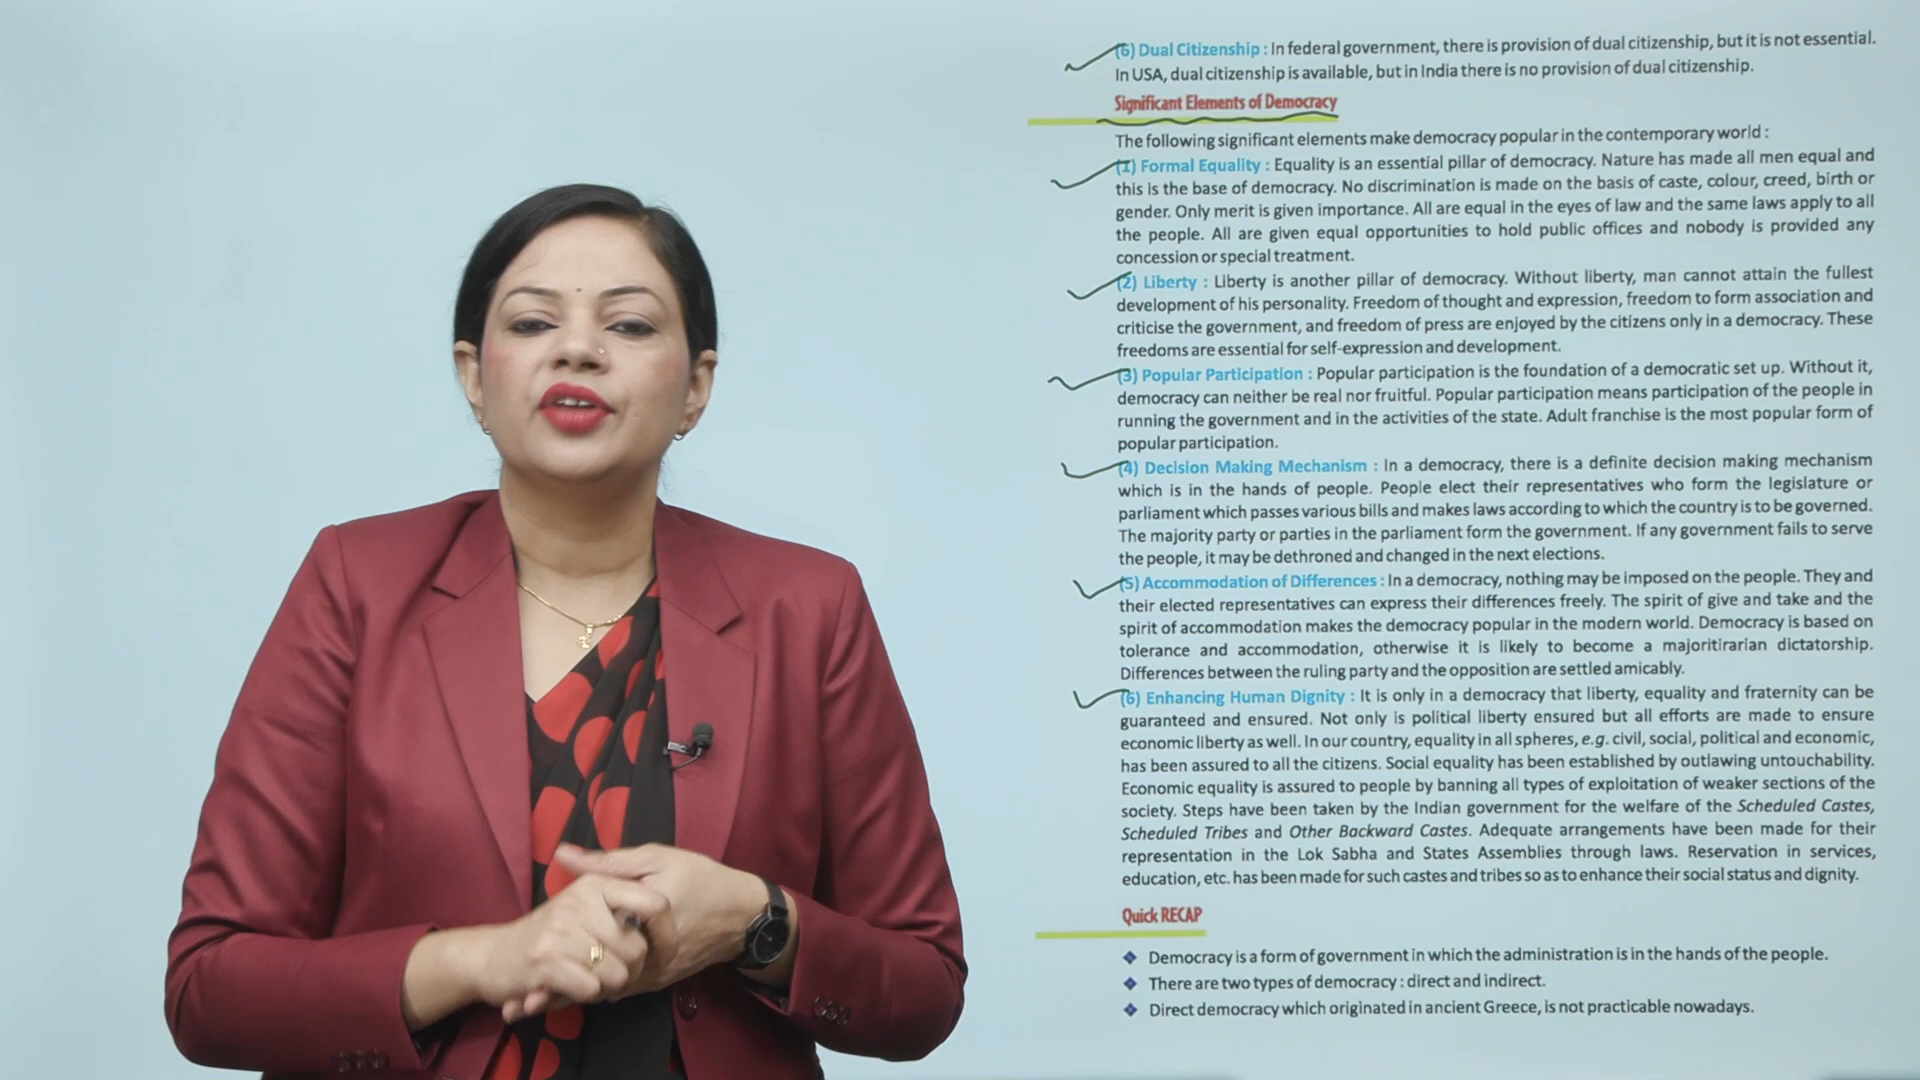 (6) Dual Citizenship : In federal government, there is provision of dual citizenship, but it is not essential.
In USA, dual citizenship is available, but in India there is no provision of dual citizenship.
Significant Elements of Democracy
The following significant elements make democracy popular in the contemporary world :
(1) Formal Equality : Equality is an essential pillar of democracy. Nature has made all men equal and
this is the base of democracy. No discrimination is made on the basis of caste, colour, creed, birth or
gender. Only merit is given importance. All are equal in the eyes of law and the same laws apply to all
the people. All are given equal opportunities to hold public offices and nobody is provided any
concession or special treatment.
(2) Liberty : Liberty is another pillar of democracy. Without liberty, man cannot attain the fullest
development of his personality. Freedom of thought and expression, freedom to form association and
criticise the government, and freedom of press are enjoyed by the citizens only in a democracy. These
freedoms are essential for self-expression and development.
(3) Popular Participation : Popular participation is the foundation of a democratic set up. Without it,
democracy can neither be real nor fruitful. Popular participation means participation of the people in
running the government and in the activities of the state. Adult franchise is the most popular form of
popular participation.
(4) Decision Making Mechanism : In a democracy, there is a definite decision making mechanism
which is in the hands of people. People elect their representatives who form the legislature or
parliament which passes various bills and makes laws according to which the country is to be governed.
The majority party or parties in the parliament form the government. If any government fails to serve
the people, it may be dethroned and changed in the next elections.
(5) Accommodation of Differences : In a democracy, nothing may be imposed on the people. They and
their elected representatives can express their differences freely. The spirit of give and take and the
spirit of accommodation makes the democracy popular in the modern world. Democracy is based on
tolerance and accommodation, otherwise it is likely to become a majoritirarian dictatorship.
Differences between the ruling party and the opposition are settled amicably.
(6) Enhancing Human Dignity : It is only in a democracy that liberty, equality and fraternity can be
guaranteed and ensured. Not only is political liberty ensured but all efforts are made to ensure
economic liberty as well. In our country, equality in all spheres, e.g. civil, social, political and economic,
has been assured to all the citizens. Social equality has been established by outlawing untouchability.
Economic equality is assured to people by banning all types of exploitation of weaker sections of the
society. Steps have been taken by the Indian government for the welfare of the Scheduled Castes,
Scheduled Tribes and Other Backward Castes. Adequate arrangements have been made for their
representation in the Lok Sabha and States Assemblies through laws. Reservation in services,
education, etc. has been made for such castes and tribes so as to enhance their social status and dignity.
Quick RECAP
❖ Democracy is a form of government in which the administration is in the hands of the people.
❖ There are two types of democracy : direct and indirect.
❖ Direct democracy which originated in ancient Greece, is not practicable nowadays.